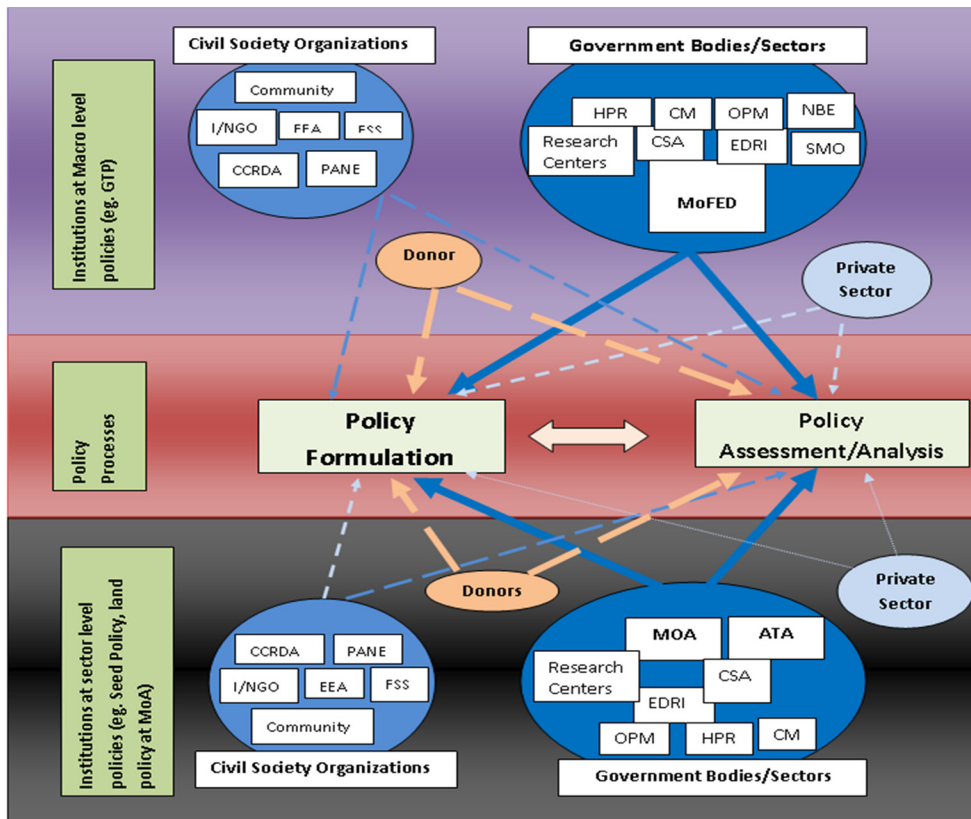 Civil Society Organizations
Government Bodies/Sectors
Institutions at Macro level
policies (eg. GTP)
Community
I/NGO
EEA
FSS
CCRDA
PANE
HPR
CM
OPM
NBE
Research
Centers
CSA
EDRI
SMO
MoFED
Donor
Private
Sector
Policy
Processes
Policy
Formulation
Policy
Assessment/Analysis
Institutions at sector level
policies (eg. Seed Policy, land
policy at MoA)
Donors
Private
Sector
CCRDA
PANE
I/NGO
EEA
FSS
Community
Civil Society Organizations
MOA
ATA
Research
Centers
CSA
EDRI
OPM
HPR
CM
Government Bodies/Sectors